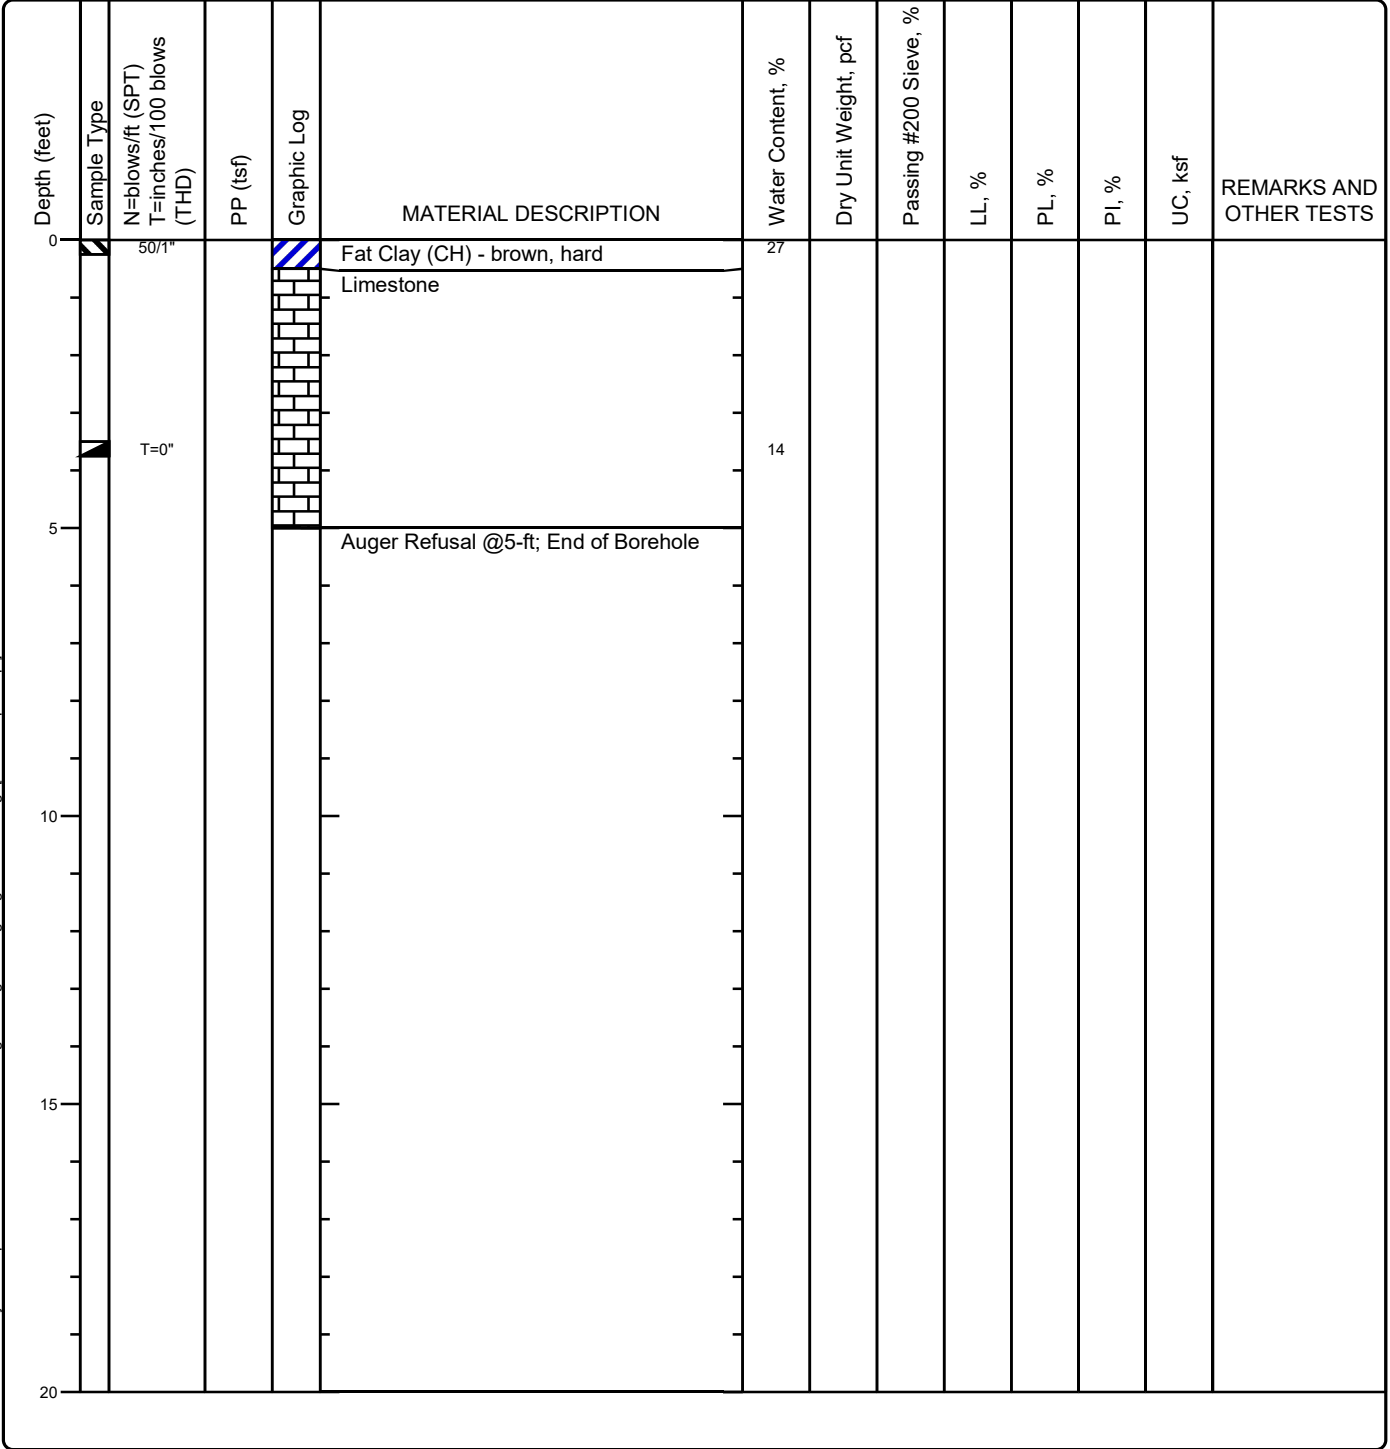 Depth (feet)
Sample Type
N=blows/ft (SPT)
T=inches/100 blows
(THD)
PP (tsf)
Graphic Log
MATERIAL DESCRIPTION
Water Content, %
Dry Unit Weight, pcf
Passing #200 Sieve, %
LL, %
PL, %
PI, %
UC, ksf
REMARKS AND
OTHER TESTS
0
50/1"
Fat Clay (CH) - brown, hard
27
Limestone
T=0"
14
5
Auger Refusal @5-ft; End of Borehole
10
15
20